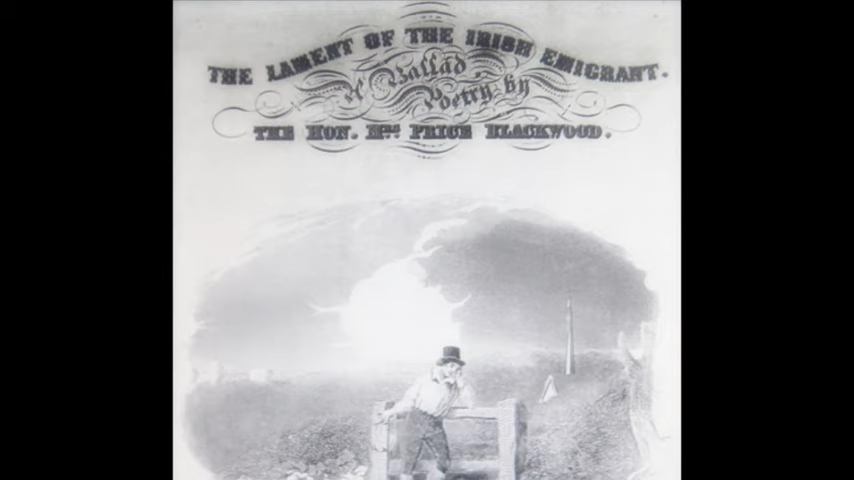 THE LAMENT OF THE IRISH EMIGRANT.
A Ballad
Poetry by
THE HON. MRS PRICE BLACKWOOD.